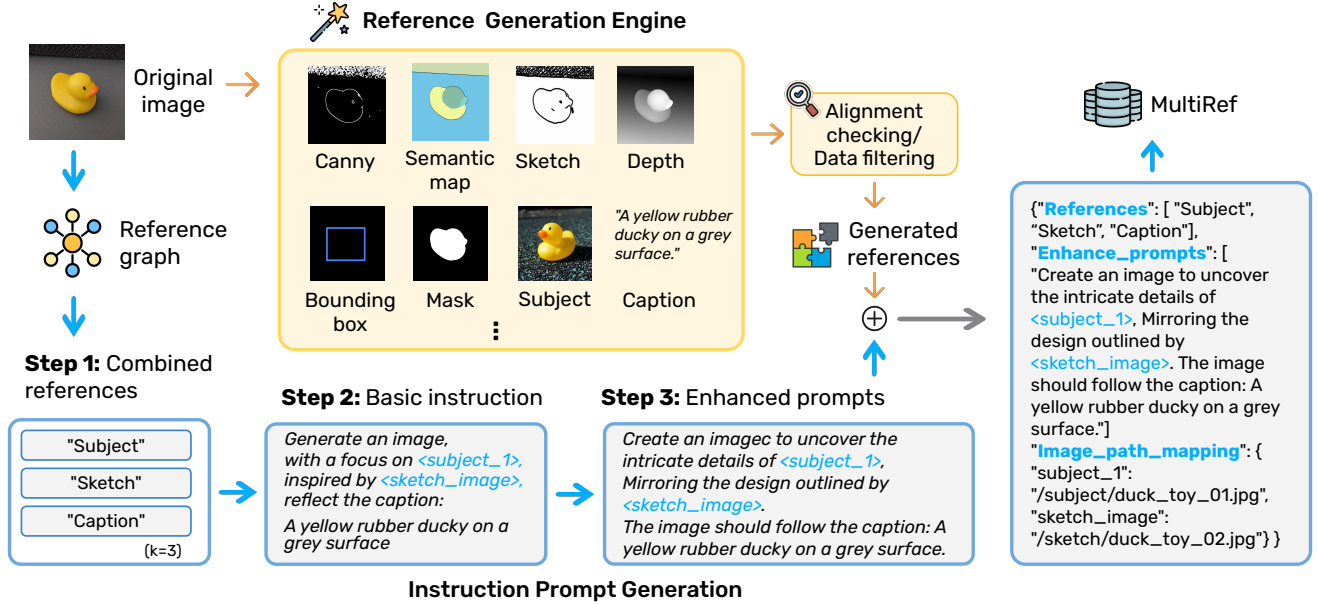 Reference Generation Engine
Original
image
Canny
Semantic
map
Sketch
Depth
Bounding
box
Mask
Subject
"A yellow rubber
ducky on a grey
surface."
Caption
Alignment
checking/
Data filtering
Generated
references
MultiRef
Reference
graph
Step 1: Combined
references
"Subject"
"Sketch"
"Caption"
(k=3)
Step 2: Basic instruction
Generate an image,
with a focus on <subject_1>,
inspired by <sketch_image>,
reflect the caption:
A yellow rubber ducky on a
grey surface
Step 3: Enhanced prompts
Create an imagec to uncover the
intricate details of <subject_1>,
Mirroring the design outlined by
<sketch_image>.
The image should follow the caption: A
yellow rubber ducky on a grey surface.
{"References": [ "Subject",
“Sketch”, "Caption"],
"Enhance_prompts": [
"Create an image to uncover
the intricate details of
<subject_1>, Mirroring the
design outlined by
<sketch_image>. The image
should follow the caption: A
yellow rubber ducky on a grey
surface."]
"Image_path_mapping": {
"subject_1":
"/subject/duck_toy_01.jpg",
"sketch_image":
"/sketch/duck_toy_02.jpg"} }
Instruction Prompt Generation